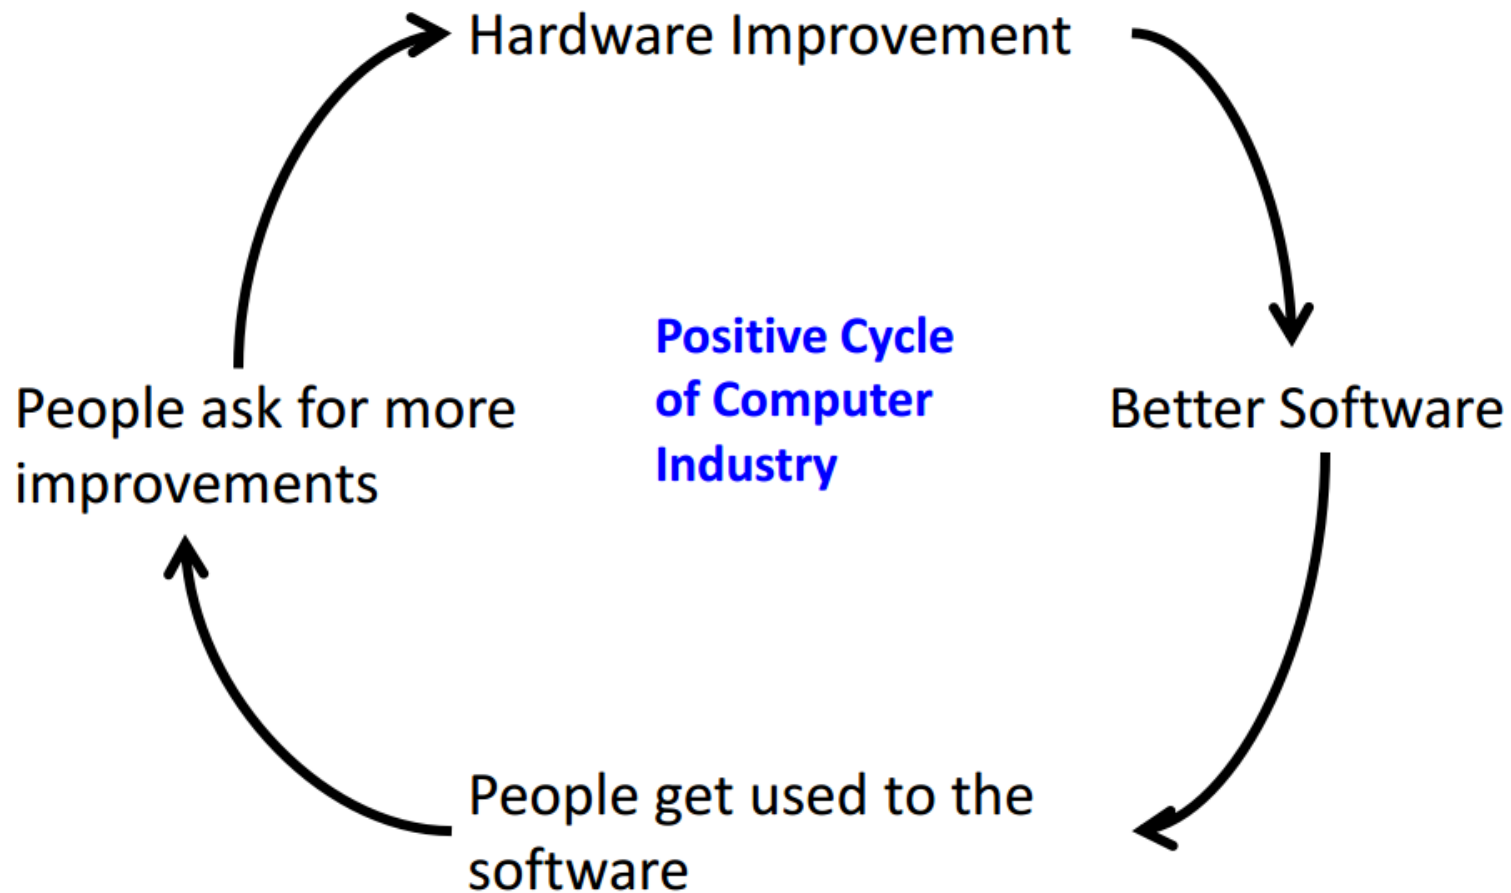 Hardware Improvement
Positive Cycle
of Computer
Industry
People ask for more
improvements
Better Software
People get used to the
software